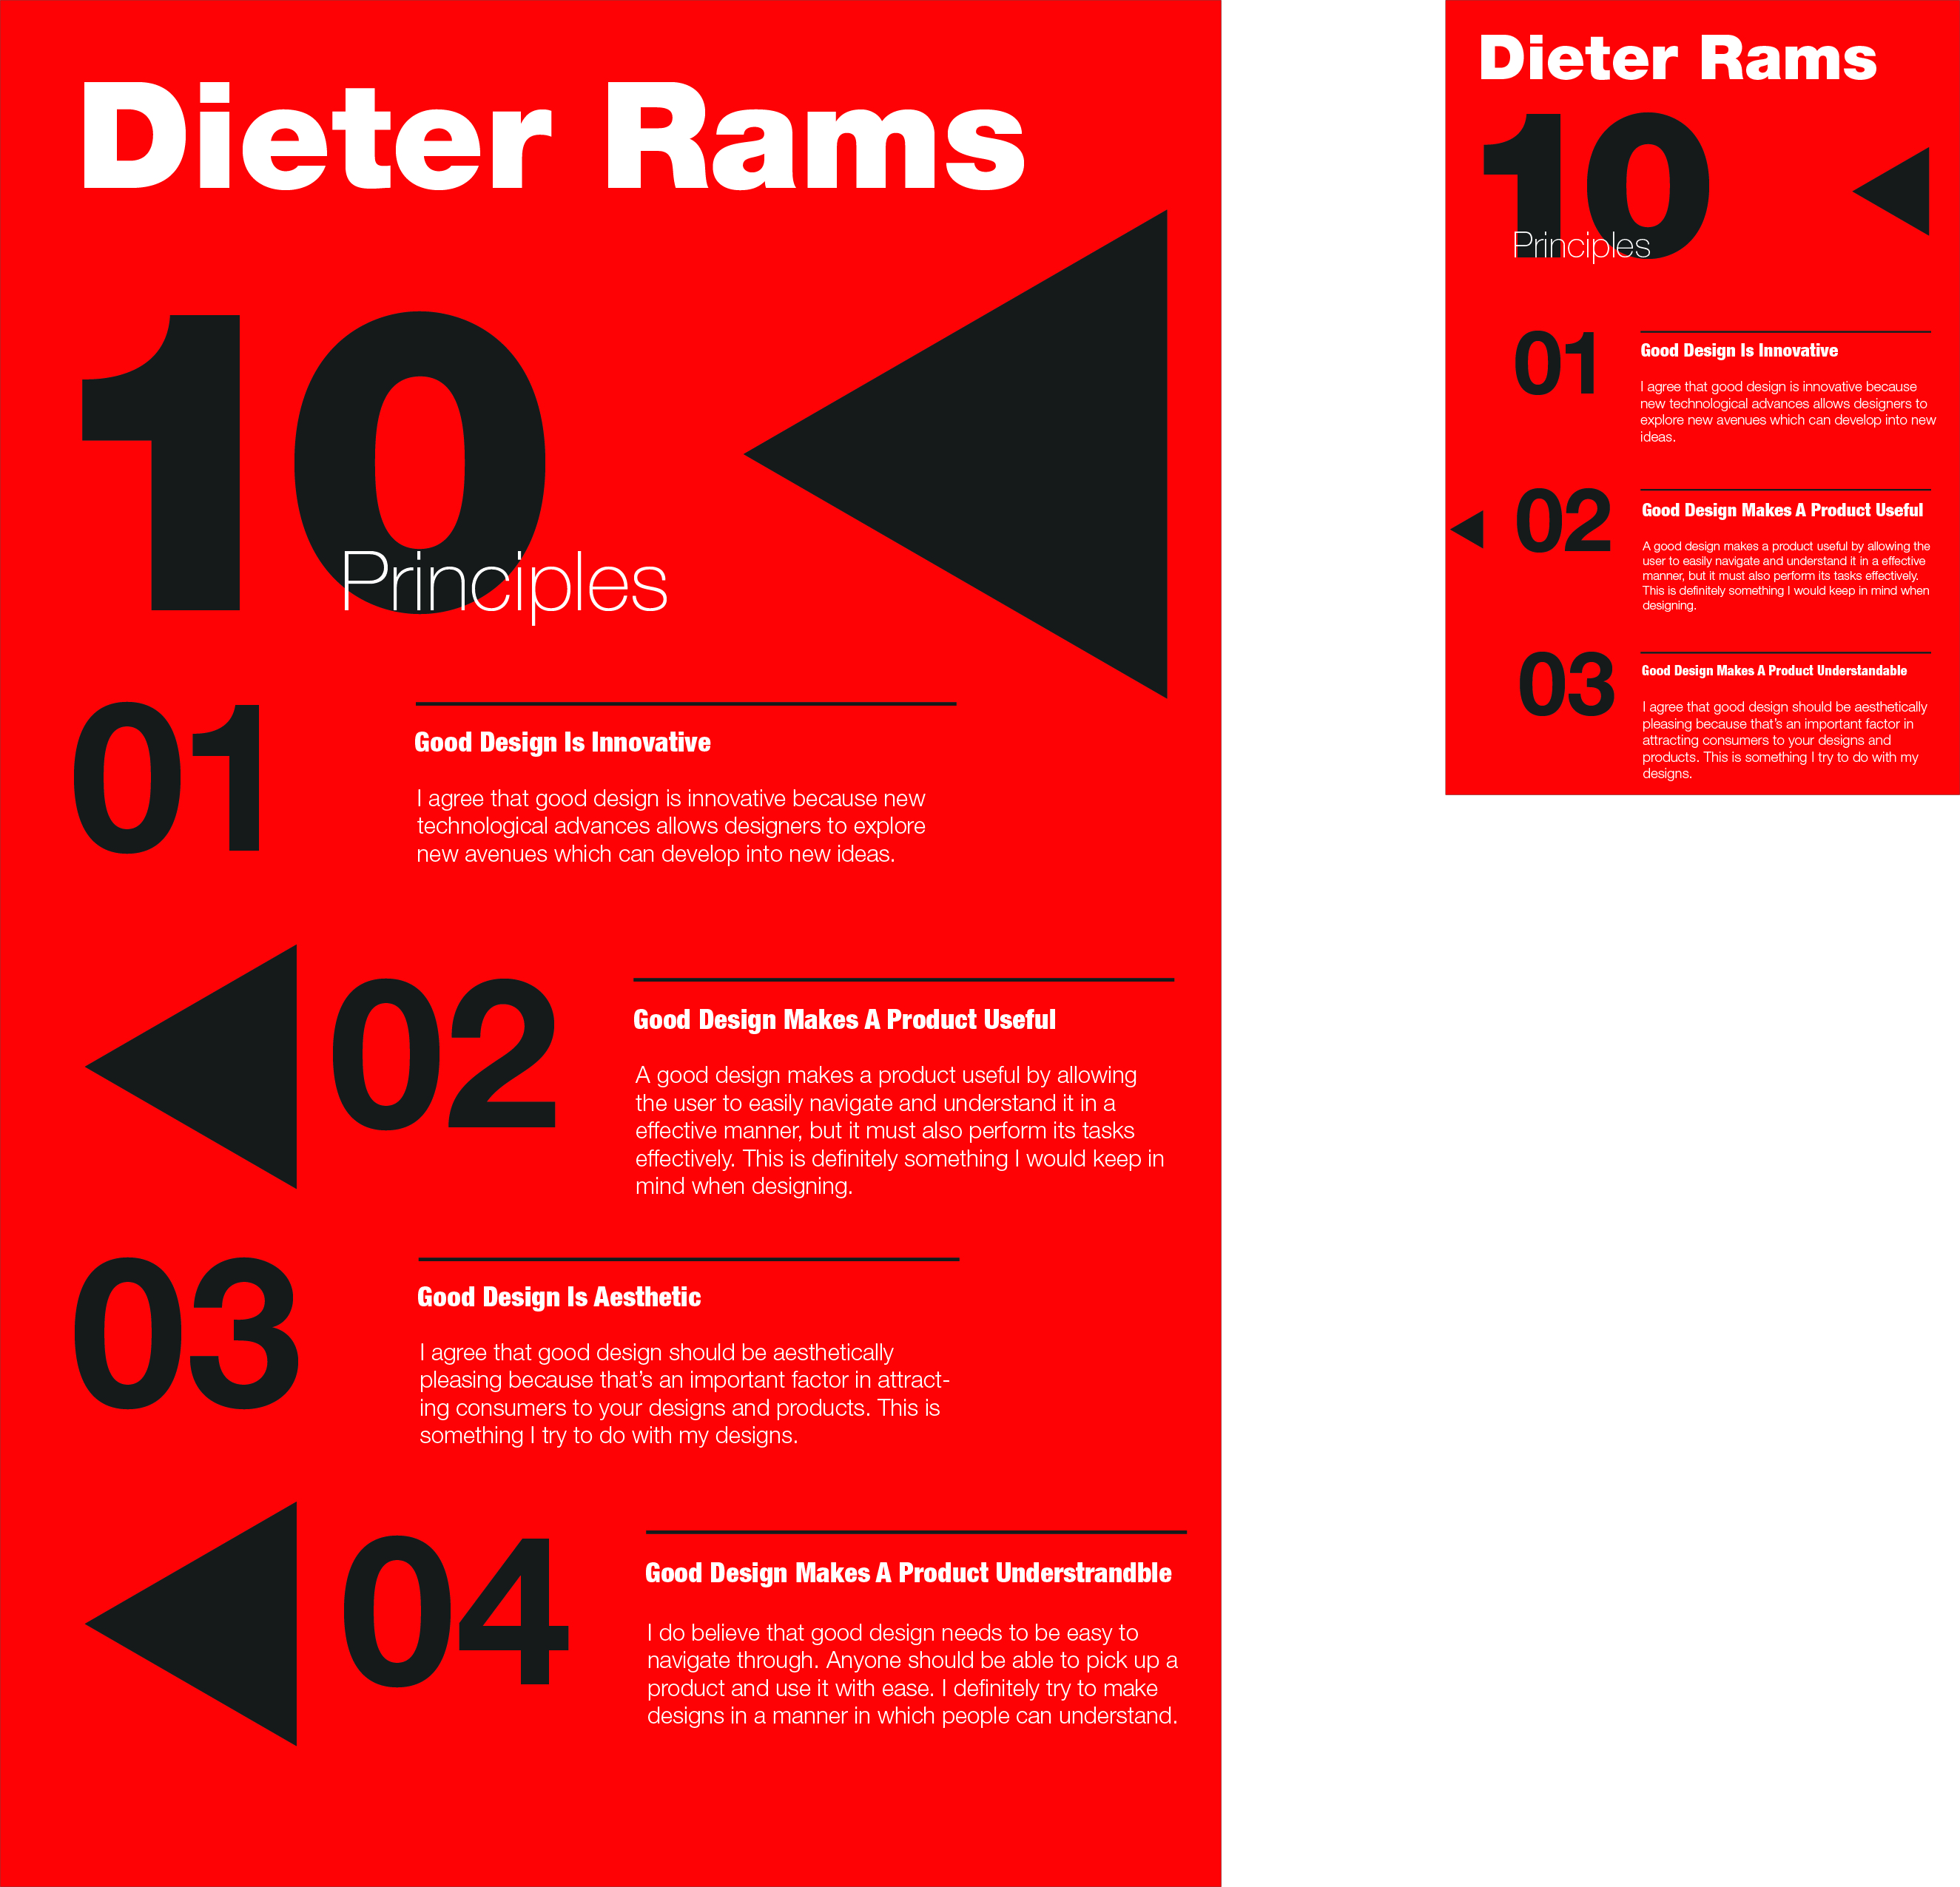 Dieter Rams
10
Principles
01
Good Design Is Innovative
I agree that good design is innovative because new
technological advances allows designers to explore
new avenues which can develop into new ideas.
02
Good Design Makes A Product Useful
A good design makes a product useful by allowing
the user to easily navigate and understand it in a
effective manner, but it must also perform its tasks
effectively. This is definitely something I would keep in
mind when designing.
03
Good Design Is Aesthetic
I agree that good design should be aesthetically
pleasing because that’s an important factor in attract-
ing consumers to your designs and products. This is
something I try to do with my designs.
04
Good Design Makes A Product Understrandble
I do believe that good design needs to be easy to
navigate through. Anyone should be able to pick up a
product and use it with ease. I definitely try to make
designs in a manner in which people can understand.
Dieter Rams
10
Principles
01
Good Design Is Innovative
I agree that good design is innovative because
new technological advances allows designers to
explore new avenues which can develop into new
ideas.
02
Good Design Makes A Product Useful
A good design makes a product useful by allowing the
user to easily navigate and understand it in a effective
manner, but it must also perform its tasks effectively.
This is definitely something I would keep in mind when
designing.
03
Good Design Makes A Product Understandable
I agree that good design should be aesthetically
pleasing because that’s an important factor in
attracting consumers to your designs and
products. This is something I try to do with my
designs.